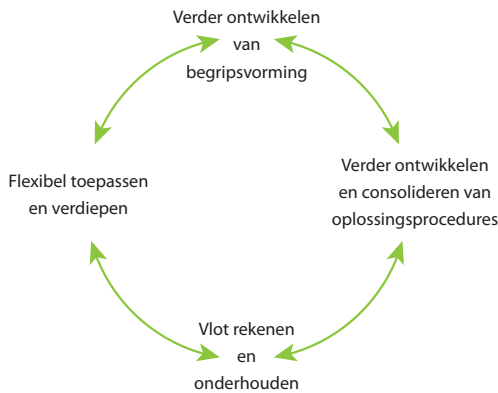 Verder ontwikkelen
van
begripsvorming
Verder ontwikkelen
en consolideren van
oplossingsprocedures
Vlot rekenen
en
onderhouden
Flexibel toepassen
en verdiepen